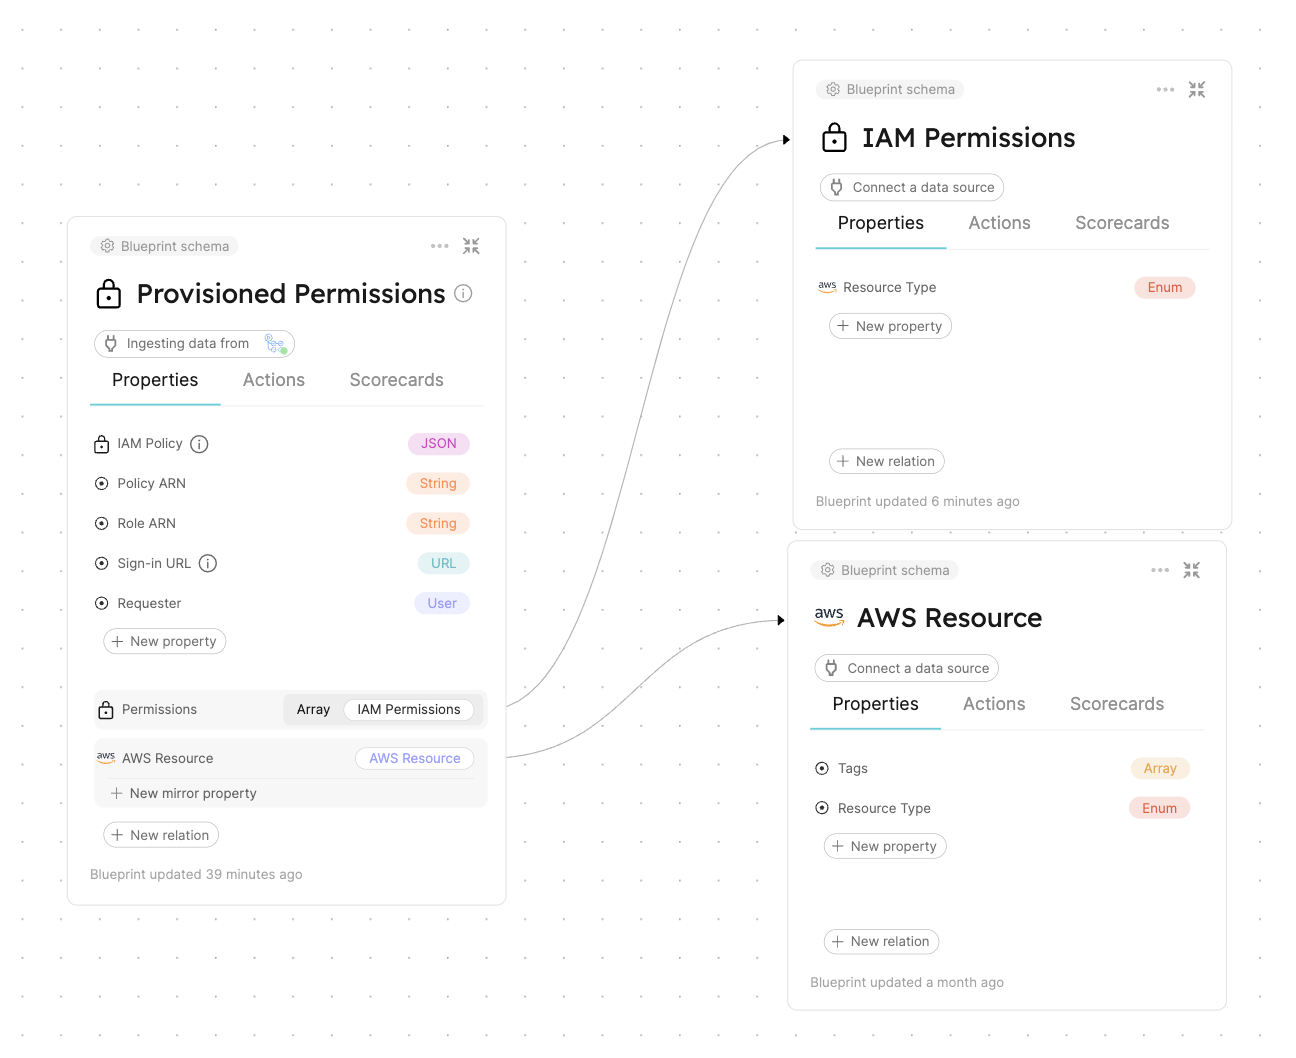 Blueprint schema
Provisioned Permissions
Ingesting data from
Properties Actions Scorecards
IAM Policy JSON
Policy ARN String
Role ARN String
Sign-in URL URL
Requester User
+ New property
Permissions Array IAM Permissions
aws AWS Resource AWS Resource
+ New mirror property
+ New relation
Blueprint updated 39 minutes ago
Blueprint schema
IAM Permissions
Connect a data source
Properties Actions Scorecards
aws Resource Type Enum
+ New property
+ New relation
Blueprint updated 6 minutes ago
Blueprint schema
aws AWS Resource
Connect a data source
Properties Actions Scorecards
Tags Array
Resource Type Enum
+ New property
+ New relation
Blueprint updated a month ago